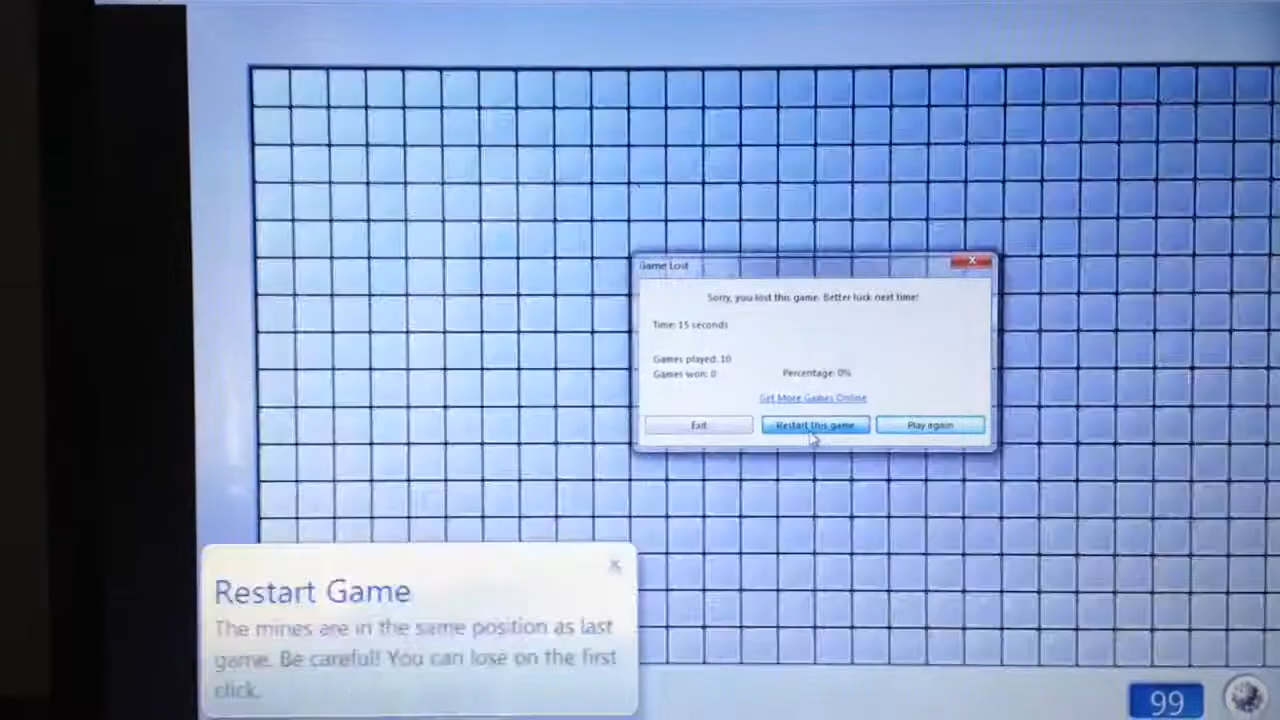 Game Lost
Sorry, you lost this game. Better luck next time!
Time: 15 seconds
Games played: 10
Games won: 0 Percentage: 0%
Get More Games Online
Exit Restart this game Play again
Restart Game
The mines are in the same position as last
game. Be careful! You can lose on the first
click.
99